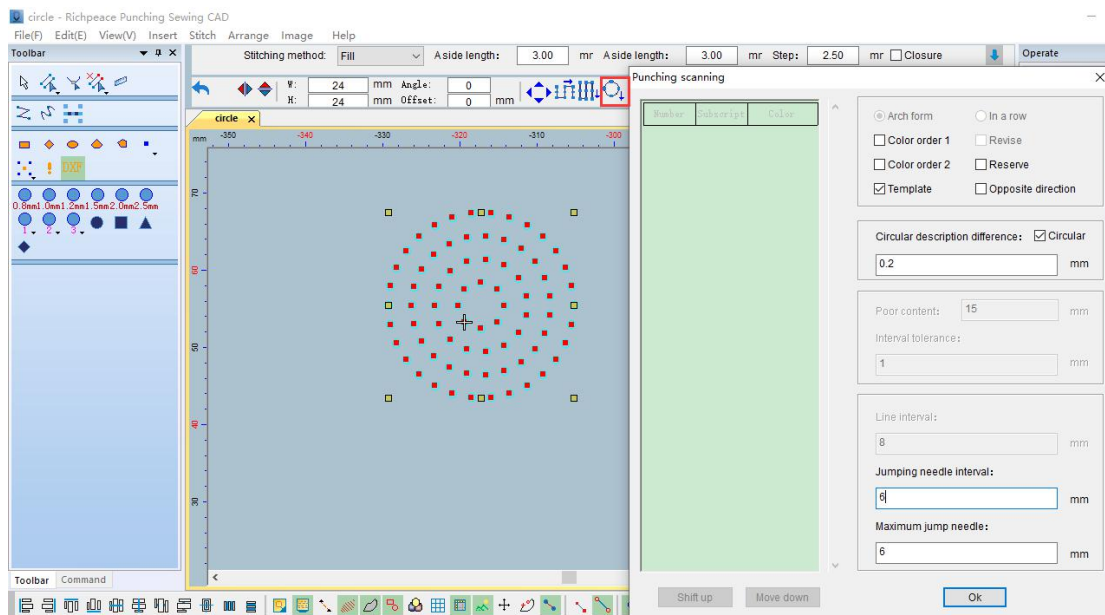 circle - Richpeace Punching Sewing CAD
File(F) Edit(E) View(V) Insert Stitch Arrange Image Help
Toolbar
Stitching method: Fill A side length: 3.00 mr A side length: 3.00 mr Step: 2.50 mr Closure
Operate
W: 24 mm Angle: 0
H: 24 mm Offset: 0 mm
circle x
mm -350 -340 -330 -320 -310 -300
70
60
50
40
30
DXF
0.8mm 1.0mm 1.2mm 1.5mm 2.0mm 2.5mm
1 2 3
Toolbar Command
Punching scanning
Number Subscript Color
Arch form In a row
Color order 1 Revise
Color order 2 Reserve
Template Opposite direction
Circular description difference: Circular
0.2 mm
Poor content: 15 mm
Interval tolerance:
1 mm
Line interval:
8 mm
Jumping needle interval:
6 mm
Maximum jump needle:
6 mm
Shift up Move down Ok